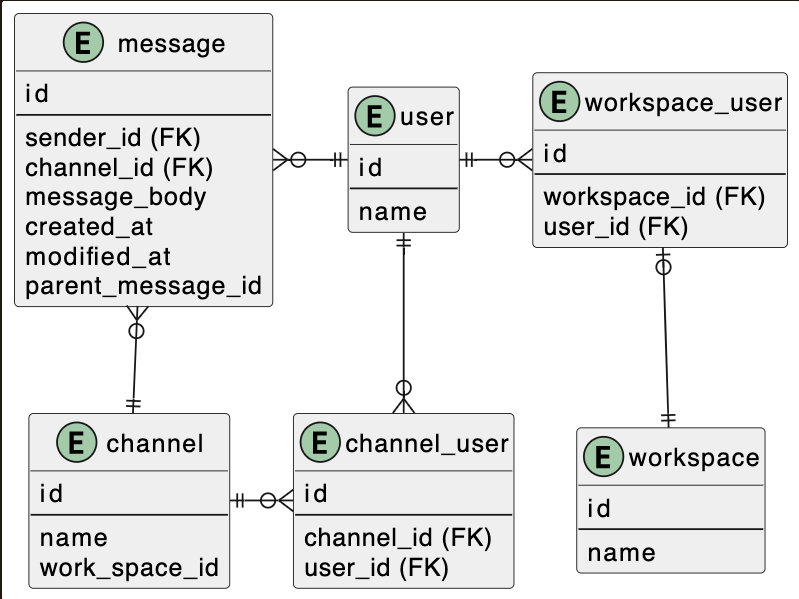 E message
id
sender_id (FK)
channel_id (FK)
message_body
created_at
modified_at
parent_message_id
E user
id
name
E workspace_user
id
workspace_id (FK)
user_id (FK)
E channel
id
name
work_space_id
E channel_user
id
channel_id (FK)
user_id (FK)
E workspace
id
name